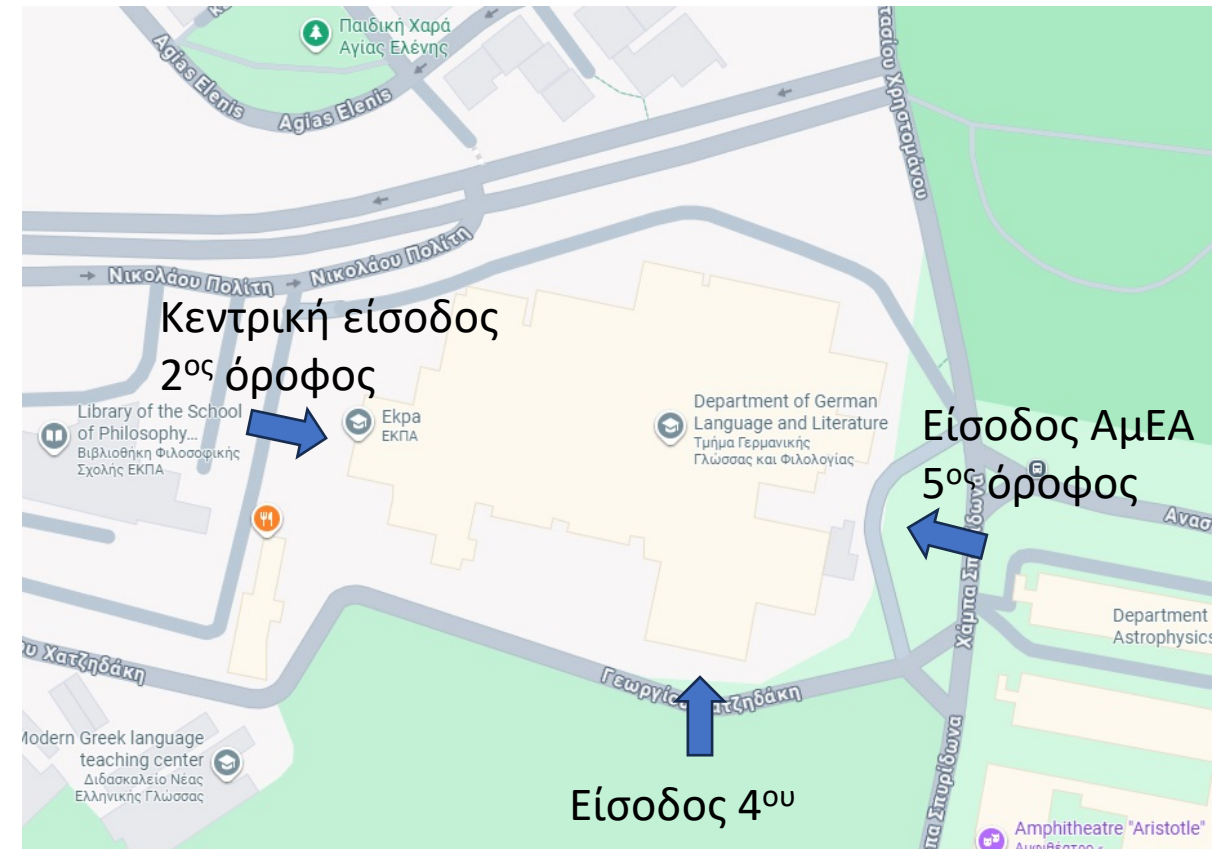 Παιδική Χαρά
Αγίας Ελένης
Agias Elenis
Agias Elenis
Χρηστομάνου
Νικολάου Πολίτη
Νικολάου Πολίτη
Κεντρική είσοδος
2ος όροφος
Library of the School
of Philosophy...
Βιβλιοθήκη Φιλοσοφικής
Σχολής ΕΚΠΑ
Ekpa
ΕΚΠΑ
Department of German
Language and Literature
Τμήμα Γερμανικής
Γλώσσας και Φιλολογίας
Είσοδος ΑμΕΑ
5ος όροφος
Χάμπα
Department
Astrophysics
Χατζηδάκη
Modern Greek language
teaching center
Διδασκαλείο Νέας
Ελληνικής Γλώσσας
Είσοδος 4ου
Σπυρίδωνα
Amphitheatre "Aristotle"